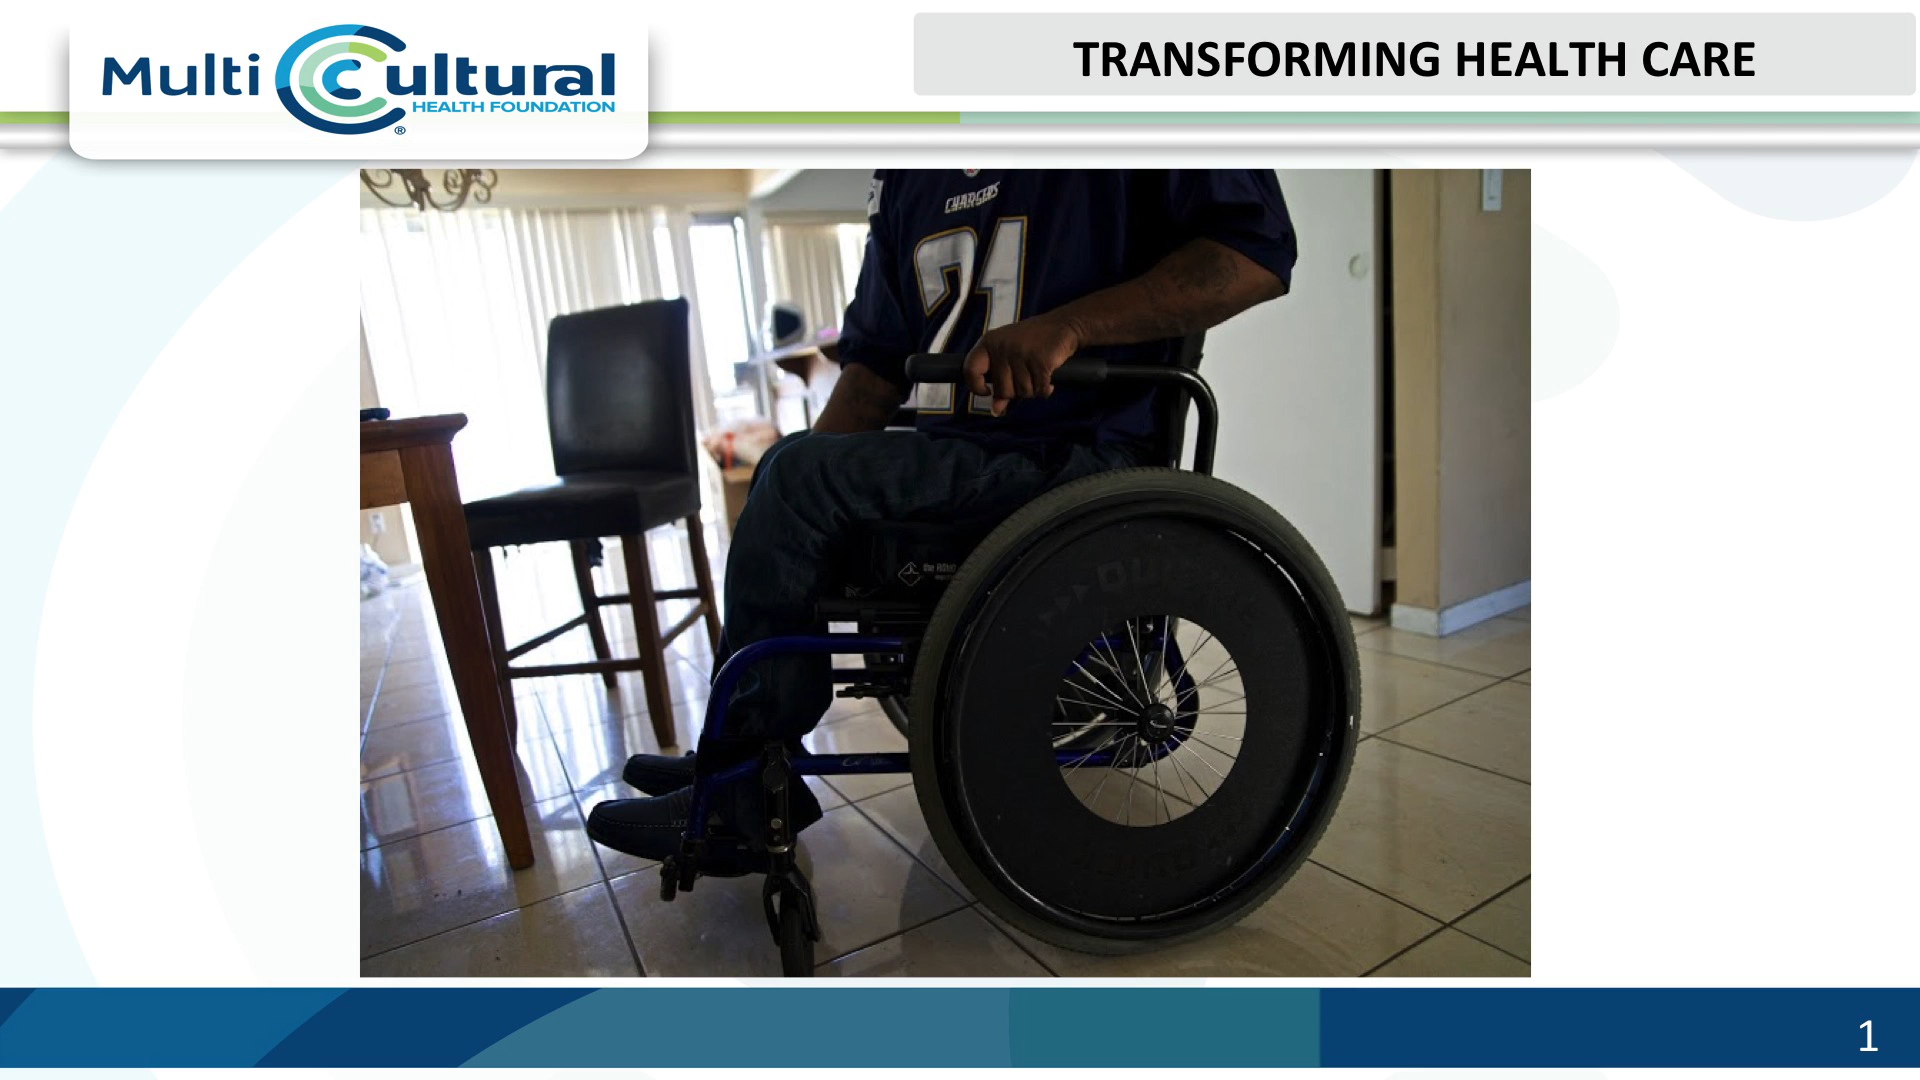 Multi Cultural
HEALTH FOUNDATION
®
TRANSFORMING HEALTH CARE
CHARGERS
21
1